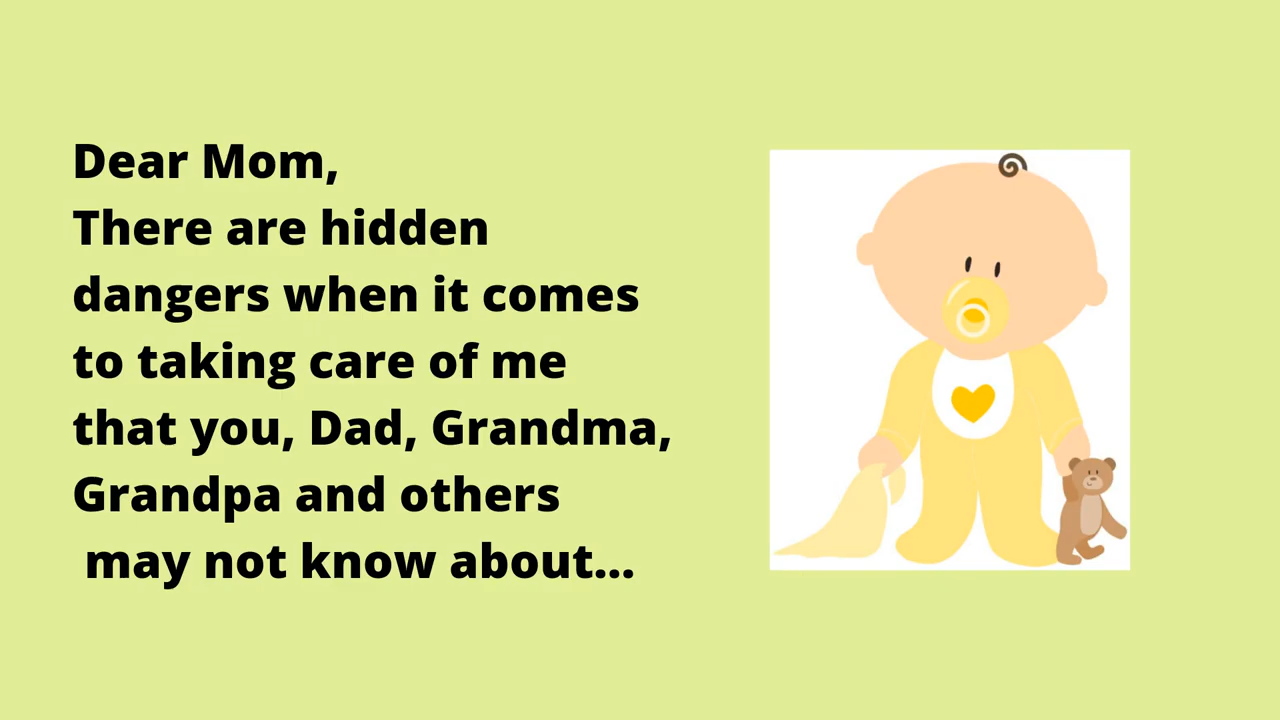 Dear Mom,
There are hidden
dangers when it comes
to taking care of me
that you, Dad, Grandma,
Grandpa and others
may not know about...